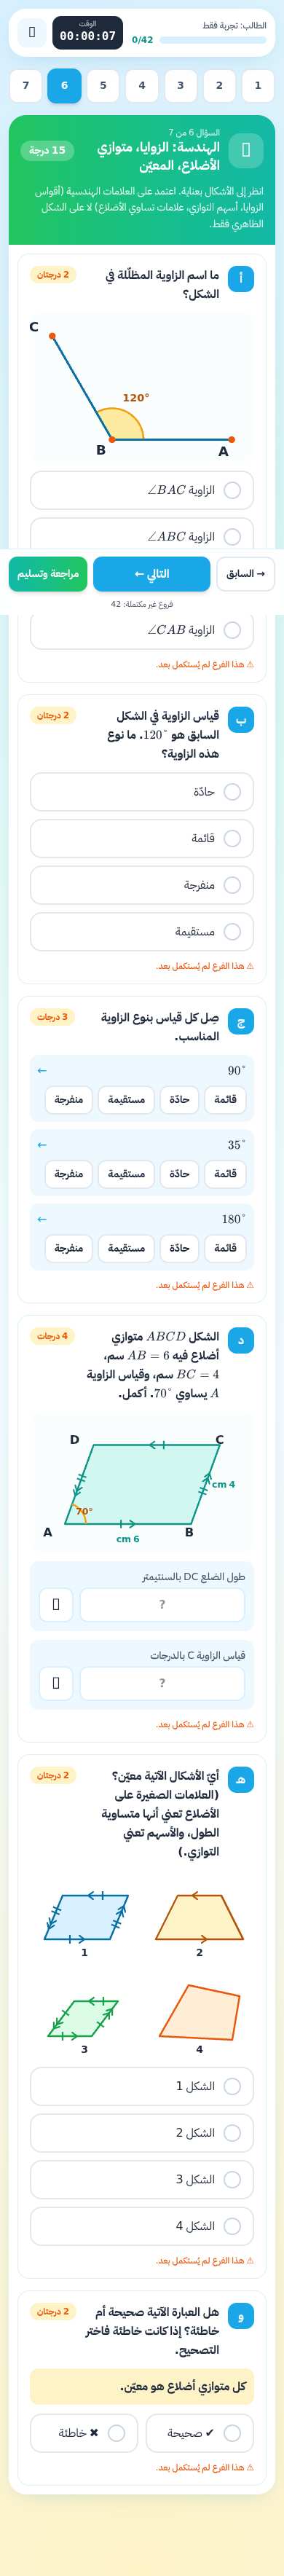 الطالب: تجربة فقط
0/42
الوقت
00:00:07
1
2
3
4
5
6
7
السؤال 6 من 7
الهندسة: الزوايا، متوازي
الأضلاع، المعيّن
15 درجة
انظر إلى الأشكال بعناية. اعتمد على العلامات الهندسية (أقواس
الزوايا، أسهم التوازي، علامات تساوي الأضلاع) لا على الشكل
الظاهري فقط.
أ
ما اسم الزاوية المظلّلة في
الشكل؟
2 درجتان
C
120°
B
A
الزاوية ∠BAC
الزاوية ∠ABC
→ السابق
التالي ←
مراجعة وتسليم
فروع غير مكتملة: 42
الزاوية ∠CAB
⚠ هذا الفرع لم يُستكمل بعد.
ب
قياس الزاوية في الشكل
السابق هو 120°. ما نوع
هذه الزاوية؟
2 درجتان
حادّة
قائمة
منفرجة
مستقيمة
⚠ هذا الفرع لم يُستكمل بعد.
ج
صِل كل قياس بنوع الزاوية
المناسب.
3 درجات
90° ←
قائمة
حادّة
مستقيمة
منفرجة
35° ←
قائمة
حادّة
مستقيمة
منفرجة
180° ←
قائمة
حادّة
مستقيمة
منفرجة
⚠ هذا الفرع لم يُستكمل بعد.
د
الشكل ABCD متوازي
أضلاع فيه AB = 6 سم،
BC = 4 سم، وقياس الزاوية
A يساوي 70°. أكمل.
4 درجات
D
C
70°
4 cm
A
B
6 cm
طول الضلع DC بالسنتيمتر
?
قياس الزاوية C بالدرجات
?
⚠ هذا الفرع لم يُستكمل بعد.
هـ
أيّ الأشكال الآتية معيّن؟
(العلامات الصغيرة على
الأضلاع تعني أنها متساوية
الطول، والأسهم تعني
التوازي.)
2 درجتان
1
2
3
4
الشكل 1
الشكل 2
الشكل 3
الشكل 4
⚠ هذا الفرع لم يُستكمل بعد.
و
هل العبارة الآتية صحيحة أم
خاطئة؟ إذا كانت خاطئة فاختر
التصحيح.
2 درجتان
كل متوازي أضلاع هو معيّن.
✔ صحيحة
✖ خاطئة
⚠ هذا الفرع لم يُستكمل بعد.